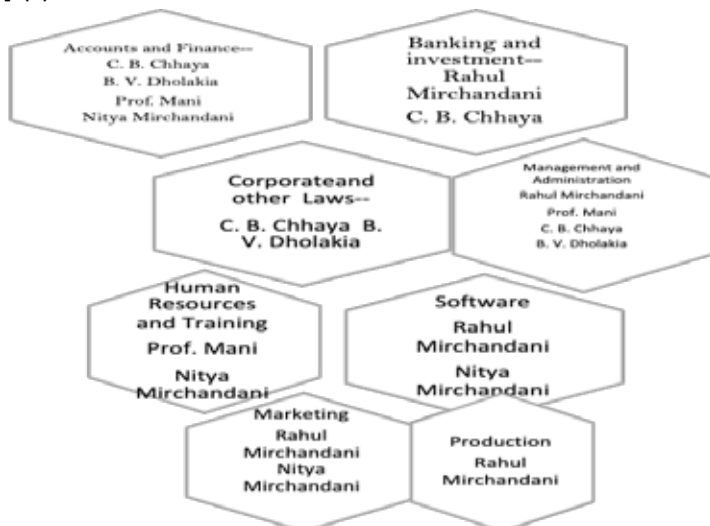 Accounts and Finance--
C. B. Chhaya
B. V. Dholakia
Prof. Mani
Nitya Mirchandani
Banking and
investment--
Rahul
Mirchandani
C. B. Chhaya
Corporateand
other Laws--
C. B. Chhaya B.
V. Dholakia
Management and
Administration
Rahul Mirchandani
Prof. Mani
C. B. Chhaya
B. V. Dholakia
Human
Resources
and Training
Prof. Mani
Nitya
Mirchandani
Software
Rahul
Mirchandani
Nitya
Mirchandani
Marketing
Rahul
Mirchandani
Nitya
Mirchandani
Production
Rahul
Mirchandani